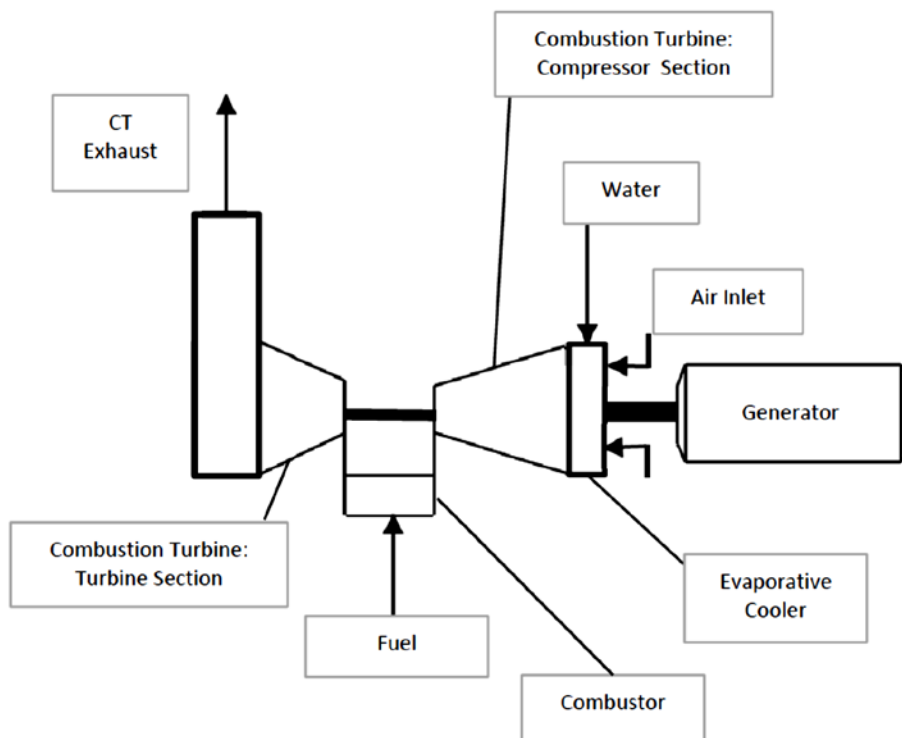 Combustion Turbine:
Compressor Section
CT
Exhaust
Water
Air Inlet
Generator
Combustion Turbine:
Turbine Section
Evaporative
Cooler
Fuel
Combustor